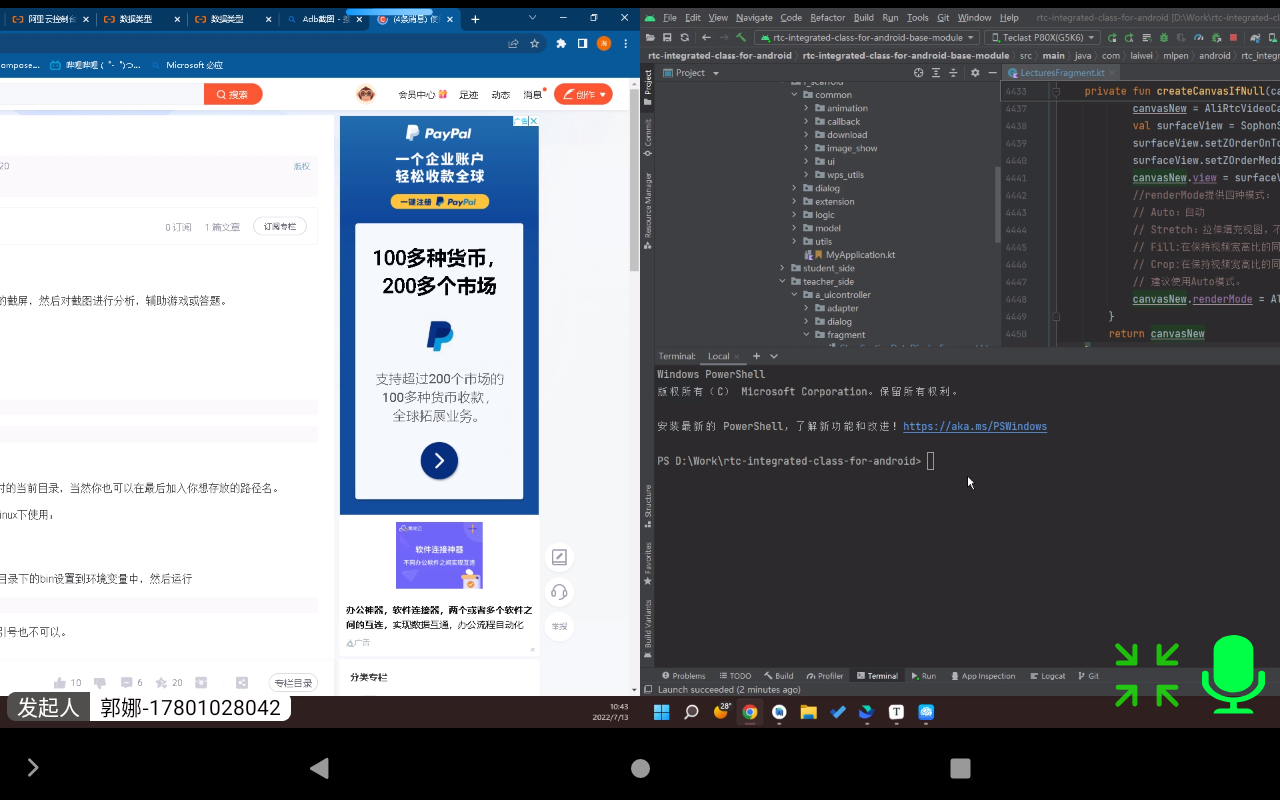 阿里云控制台
数据类型
数据类型
Adb截图 - 搜
(4条消息) 使
ompose...
哔哩哔哩 (゜-゜)つ...
Microsoft 必应
搜索
会员中心
足迹
动态
消息
创作
20
版权
0 订阅
1 篇文章
订阅专栏
的截屏，然后对截图进行分析，辅助游戏或答题。
时的当前目录，当然你也可以在最后加入你想存放的路径名。
inux下使用：
目录下的bin设置到环境变量中，然后运行
引号也不可以。
10
6
20
专栏目录
广告
PayPal
一个企业账户
轻松收款全球
一键注册 PayPal
100多种货币，
200多个市场
支持超过200个市场的
100多种货币收款，
全球拓展业务。
软件连接神器
不同办公软件之间实现互通
办公神器，软件连接器，两个或者多个软件之
间的互连，实现数据互通，办公流程自动化
广告
分类专栏
举报
File Edit View Navigate Code Refactor Build Run Tools Git Window Help
rtc-integrated-class-for-android [D:\Work\rtc-integrated-c
rtc-integrated-class-for-android-base-module
Teclast P80X(G5K6)
rtc-integrated-class-for-android
rtc-integrated-class-for-android-base-module
src
main
java
com
laiwei
mlpen
android
rtc_integr
Project
LecturesFragment.kt
common
animation
callback
download
image_show
ui
wps_utils
dialog
extension
logic
model
utils
MyApplication.kt
student_side
teacher_side
a_uicontroller
adapter
dialog
fragment
4433 private fun createCanvasIfNull(ca
4437 canvasNew = AliRtcVideoCa
4438 val surfaceView = SophonS
4439 surfaceView.setZOrderOnTo
4440 surfaceView.setZOrderMedi
4441 canvasNew.view = surfaceV
4442 //renderMode提供四种模式：
4443 // Auto：自动
4444 // Stretch：拉伸填充视图，不
4445 // Fill:在保持视频宽高比的同
4446 // Crop:在保持视频宽高比的同
4447 // 建议使用Auto模式。
4448 canvasNew.renderMode = Al
4449 }
4450 return canvasNew
Project
Commit
Resource Manager
Structure
Favorites
Build Variants
Terminal: Local
Windows PowerShell
版权所有（C） Microsoft Corporation。保留所有权利。
安装最新的 PowerShell，了解新功能和改进！https://aka.ms/PSWindows
PS D:\Work\rtc-integrated-class-for-android>
Problems
TODO
Build
Profiler
Terminal
Run
App Inspection
Logcat
Git
Launch succeeded (2 minutes ago)
发起人 郭娜-17801028042
10:43
2022/7/13
28°